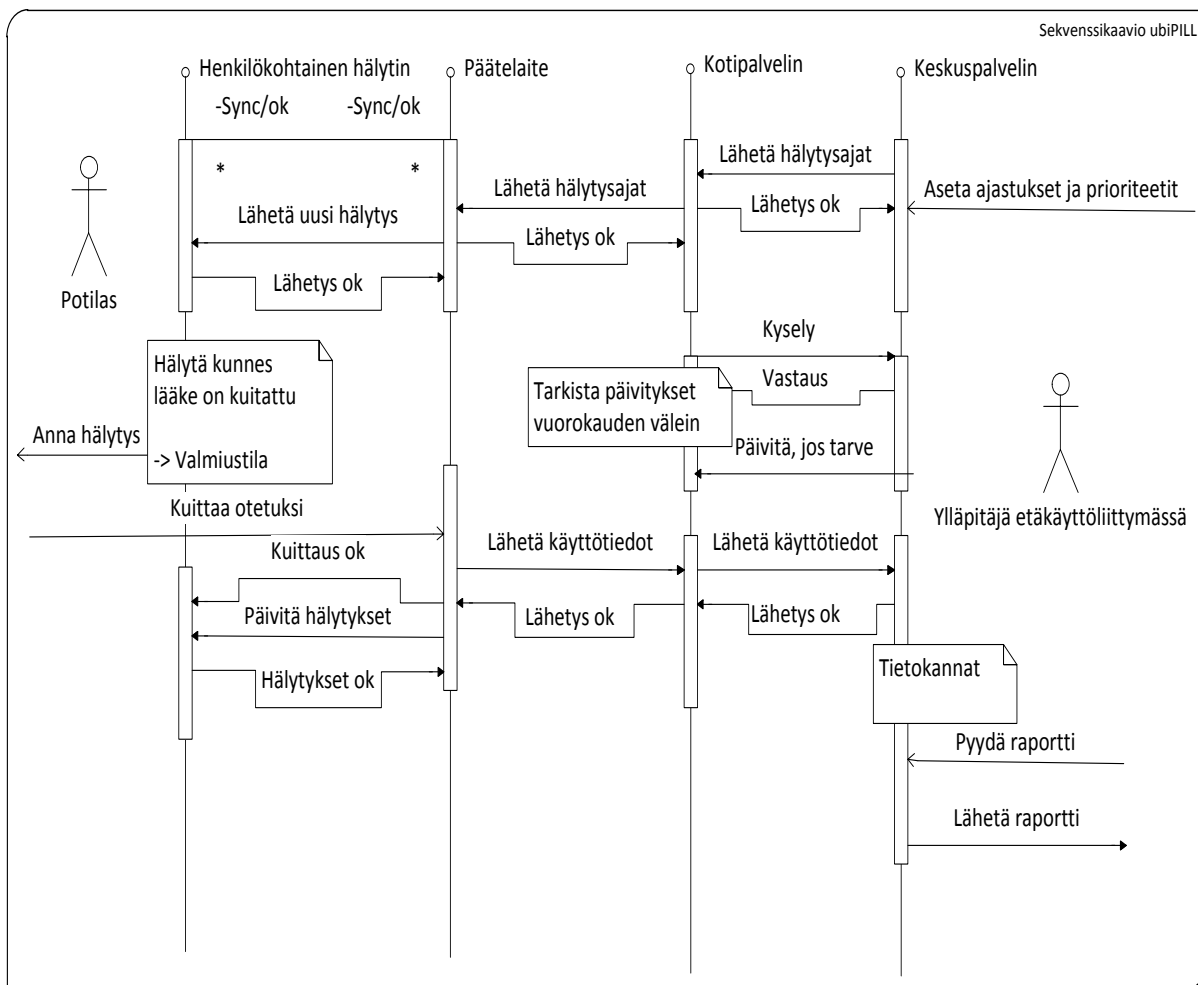 Sekvenssikaavio ubiPILL
Henkilökohtainen hälytin
Päätelaite
Kotipalvelin
Keskuspalvelin
-Sync/ok
-Sync/ok
*
*
Lähetä hälytysajat
Lähetä hälytysajat
Lähetys ok
Aseta ajastukset ja prioriteetit
Lähetä uusi hälytys
Lähetys ok
Lähetys ok
Potilas
Kysely
Hälytä kunnes
lääke on kuitattu
-> Valmiustila
Tarkista päivitykset
vuorokauden välein
Vastaus
Anna hälytys
Päivitä, jos tarve
Kuittaa otetuksi
Ylläpitäjä etäkäyttöliittymässä
Kuittaus ok
Lähetä käyttötiedot
Lähetä käyttötiedot
Päivitä hälytykset
Lähetys ok
Lähetys ok
Hälytykset ok
Tietokannat
Pyydä raportti
Lähetä raportti